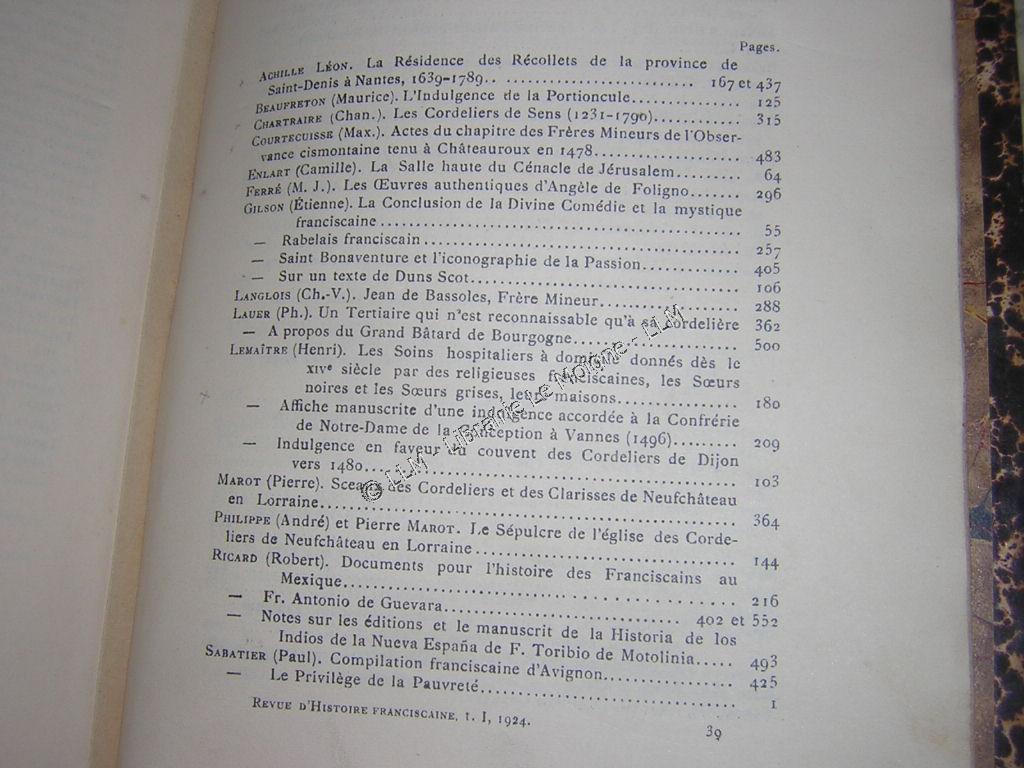 Pages.
ACHILLE LÉON. La Résidence des Récollets de la province de
Saint-Denis à Nantes, 1639-1789.. ........................ 167 et 437
BEAUFRETON (Maurice). L'Indulgence de la Portioncule.............. 125
CHARTRAIRE (Chan.). Les Cordeliers de Sens (1231-1790)............ 315
COURTECUISSE (Max.). Actes du chapitre des Frères Mineurs de l'Obser-
vance cismontaine tenu à Châteauroux en 1478.................... 483
ENLART (Camille). La Salle haute du Cénacle de Jérusalem......... 64
FERRÉ (M. J.). Les Œuvres authentiques d'Angèle de Foligno....... 296
GILSON (Étienne). La Conclusion de la Divine Comédie et la mystique
franciscaine.................................................... 55
— Rabelais franciscain.......................................... 257
— Saint Bonaventure et l'iconographie de la Passion............. 405
— Sur un texte de Duns Scot..................................... 106
LANGLOIS (Ch.-V.). Jean de Bassoles, Frère Mineur................ 288
LAUER (Ph.). Un Tertiaire qui n'est reconnaissable qu'à sa cordelière 362
— A propos du Grand Bâtard de Bourgogne......................... 500
LEMAÎTRE (Henri). Les Soins hospitaliers à domicile donnés dès le
XIVe siècle par des religieuses franciscaines, les Sœurs
noires et les Sœurs grises, leurs maisons....................... 180
— Affiche manuscrite d'une indulgence accordée à la Confrérie
de Notre-Dame de la Conception à Vannes (1496)......... 209
— Indulgence en faveur du couvent des Cordeliers de Dijon
vers 1480....................................................... 103
MAROT (Pierre). Sceaux des Cordeliers et des Clarisses de Neufchâteau
en Lorraine..................................................... 364
PHILIPPE (André) et Pierre MAROT. Le Sépulcre de l'église des Corde-
liers de Neufchâteau en Lorraine................................ 144
RICARD (Robert). Documents pour l'histoire des Franciscains au
Mexique......................................................... 216
— Fr. Antonio de Guevara................................ 402 et 552
— Notes sur les éditions et le manuscrit de la Historia de los
Indios de la Nueva España de F. Toribio de Motolinia..... 493
SABATIER (Paul). Compilation franciscaine d'Avignon.............. 425
— Le Privilège de la Pauvreté................................... 1
REVUE D'HISTOIRE FRANCISCAINE, t. I, 1924.
39
© LLM - Librairie Le Moigne - LLM